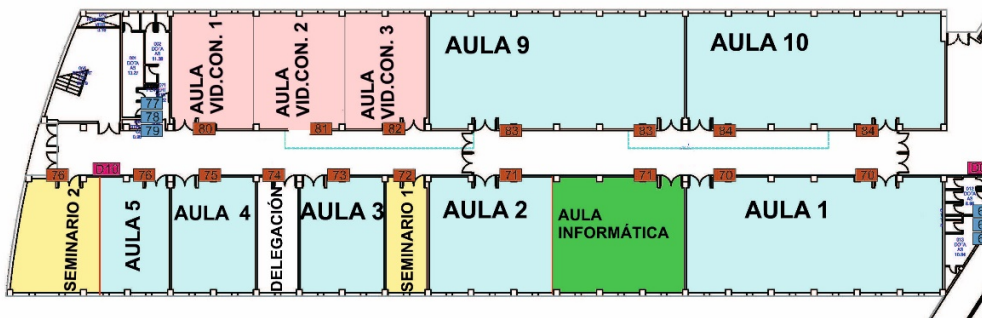 AULA
VID.CON. 1
AULA
VID.CON. 2
AULA
VID.CON. 3
AULA 9
AULA 10
77
78
79
80
81
82
83
83
84
84
76
76
75
74
73
72
71
71
70
70
SEMINARIO 2
AULA 5
AULA 4
DELEGACIÓN
AULA 3
SEMINARIO 1
AULA 2
AULA
INFORMÁTICA
AULA 1